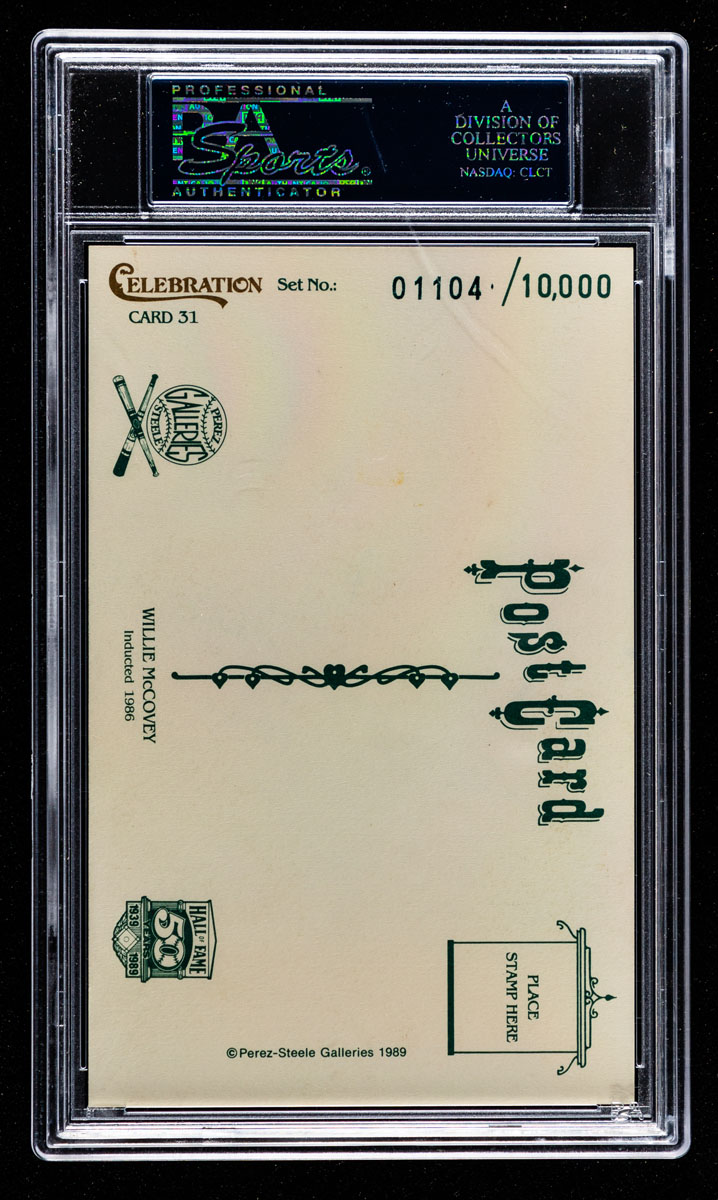 PROFESSIONAL
PSA
Sports®
AUTHENTICATOR
A
DIVISION OF
COLLECTORS
UNIVERSE
NASDAQ: CLCT
CELEBRATION Set No.: 01104 /10,000
CARD 31
PEREZ
GALLERIES
STEELE
Post Card
WILLIE McCOVEY
Inducted 1986
HALL OF FAME
50
YEARS
1939 1989
PLACE
STAMP HERE
©Perez-Steele Galleries 1989